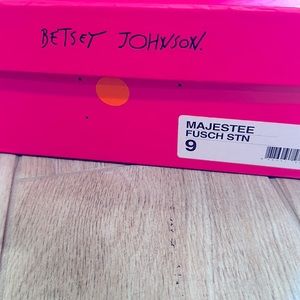 BETSEY JOHNSON.
MAJESTEE
FUSCH STN
9